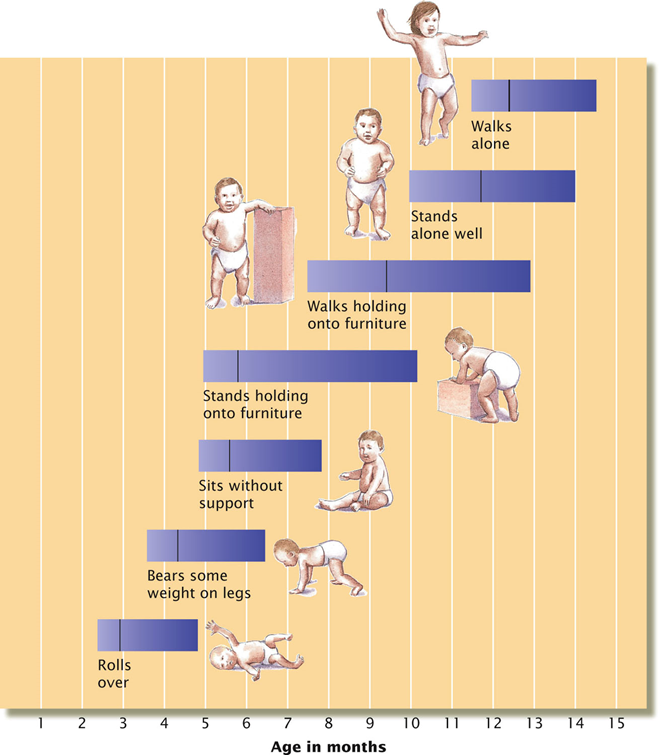 Walks
alone
Stands
alone well
Walks holding
onto furniture
Stands holding
onto furniture
Sits without
support
Bears some
weight on legs
Rolls
over
1 2 3 4 5 6 7 8 9 10 11 12 13 14 15
Age in months